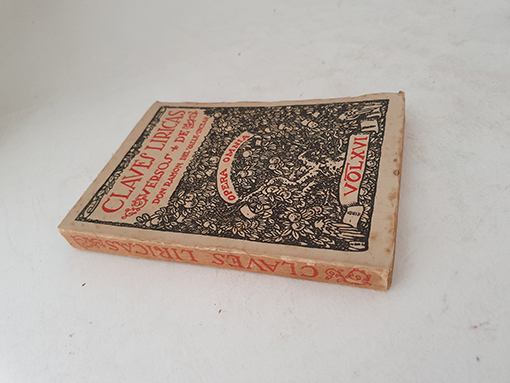 CLAVES LIRICAS
VERSOS DE
DON RAMON DEL VALLE-INCLAN
OPERA OMNIA
VOL XVI
CLAVES LIRICAS